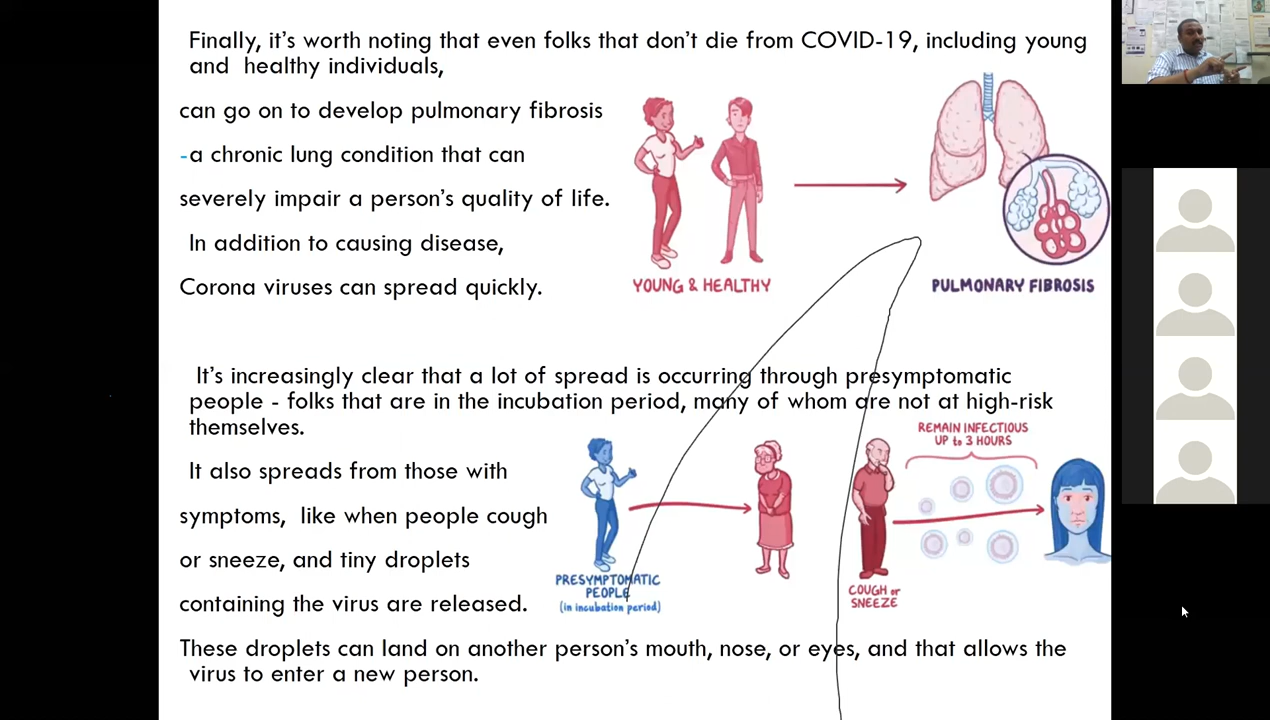 Finally, it's worth noting that even folks that don't die from COVID-19, including young
and healthy individuals,
can go on to develop pulmonary fibrosis
-a chronic lung condition that can
severely impair a person's quality of life.
In addition to causing disease,
Corona viruses can spread quickly.
YOUNG & HEALTHY
PULMONARY FIBROSIS
It's increasingly clear that a lot of spread is occurring through presymptomatic
people - folks that are in the incubation period, many of whom are not at high-risk
themselves.
It also spreads from those with
symptoms, like when people cough
or sneeze, and tiny droplets
containing the virus are released.
PRESYMPTOMATIC
PEOPLE
(in incubation period)
REMAIN INFECTIOUS
UP to 3 HOURS
COUGH or
SNEEZE
These droplets can land on another person's mouth, nose, or eyes, and that allows the
virus to enter a new person.